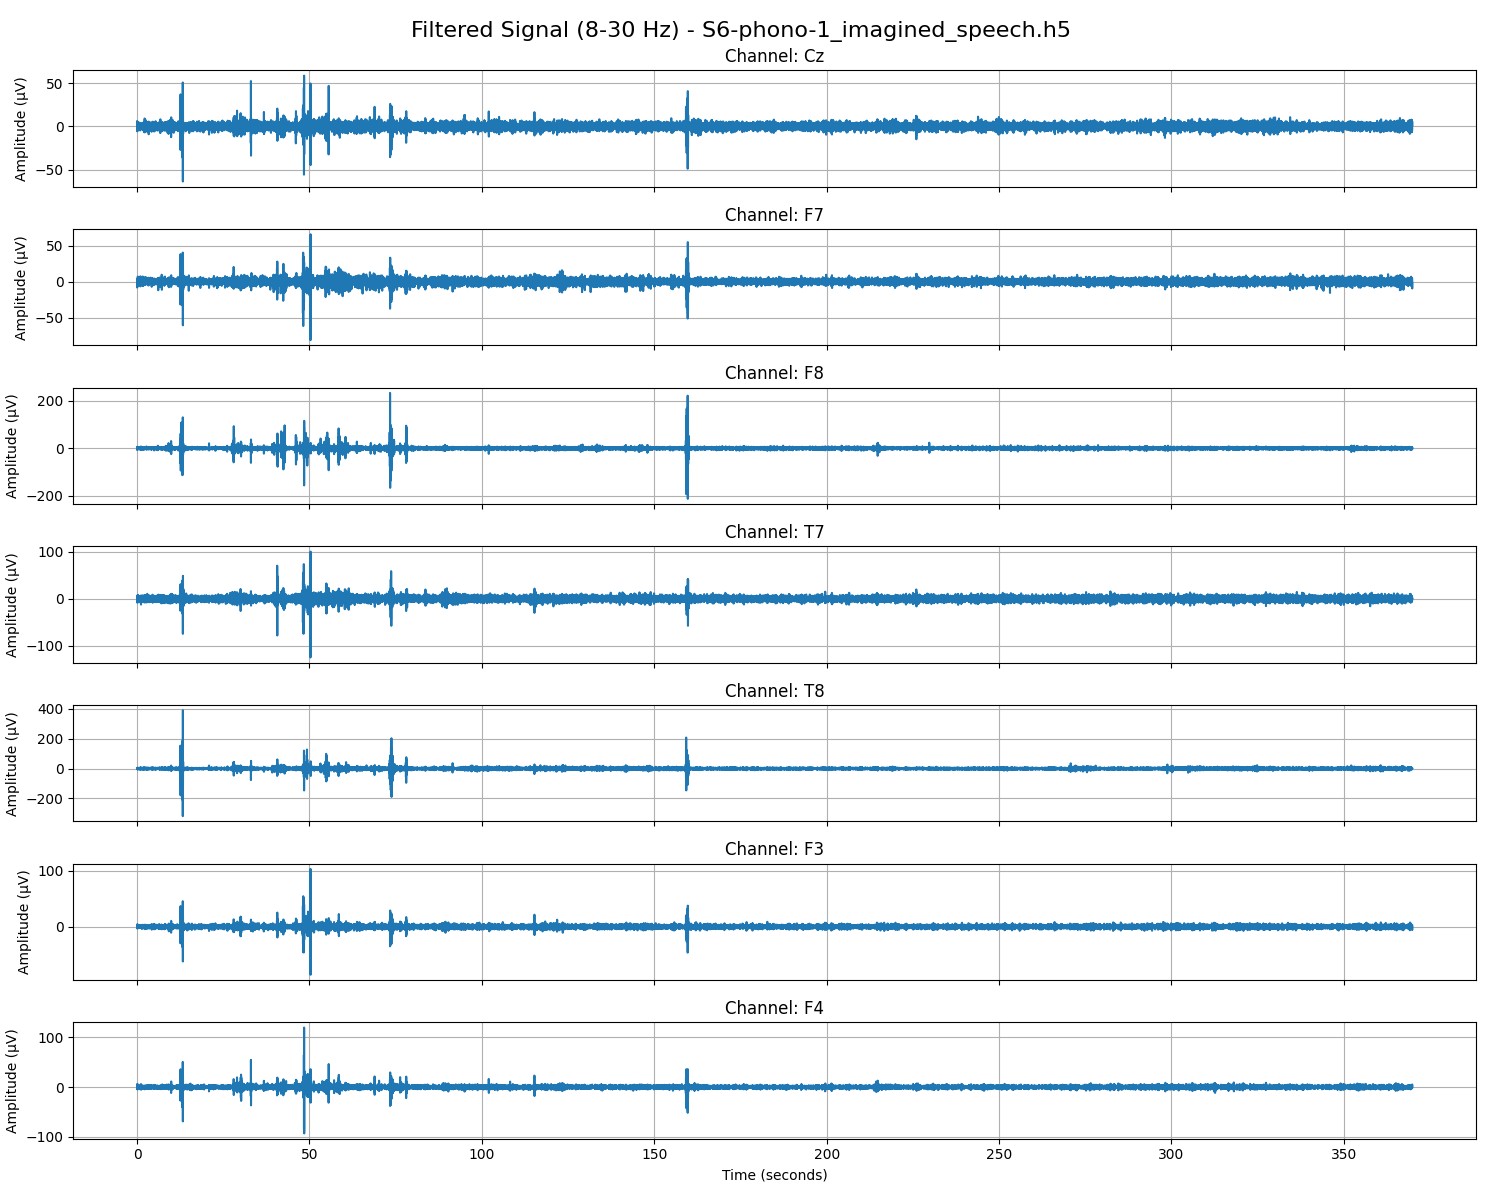 Filtered Signal (8-30 Hz) - S6-phono-1_imagined_speech.h5
Channel: Cz
Amplitude (µV)
50
0
−50
Channel: F7
Amplitude (µV)
50
0
−50
Channel: F8
Amplitude (µV)
200
0
−200
Channel: T7
Amplitude (µV)
100
0
−100
Channel: T8
Amplitude (µV)
400
200
0
−200
Channel: F3
Amplitude (µV)
100
0
Channel: F4
Amplitude (µV)
100
0
−100
0 50 100 150 200 250 300 350
Time (seconds)